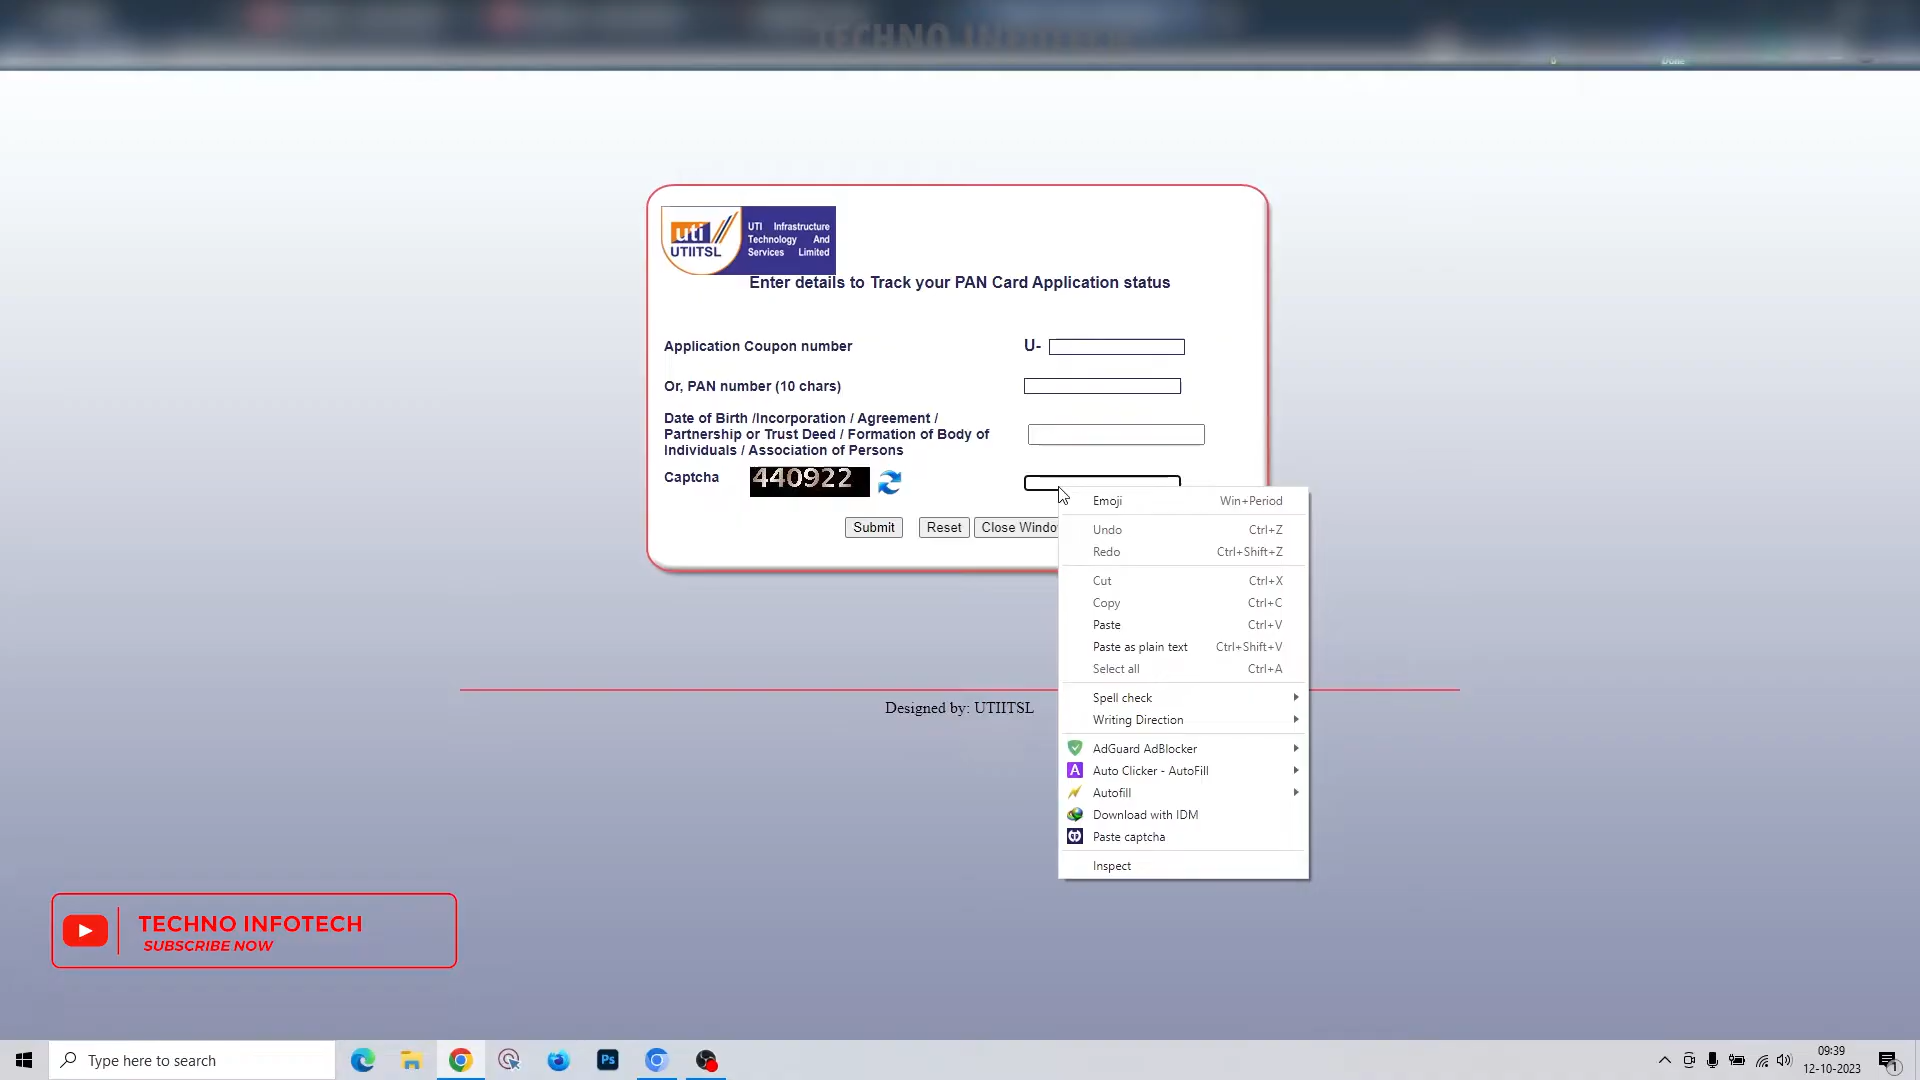 TECHNO INFOTECH
Done
uti
UTIITSL
UTI Infrastructure
Technology And
Services Limited
Enter details to Track your PAN Card Application status
Application Coupon number
U-
Or, PAN number (10 chars)
Date of Birth /Incorporation / Agreement /
Partnership or Trust Deed / Formation of Body of
Individuals / Association of Persons
Captcha
440922
Submit
Reset
Close Windo
Emoji Win+Period
Undo Ctrl+Z
Redo Ctrl+Shift+Z
Cut Ctrl+X
Copy Ctrl+C
Paste Ctrl+V
Paste as plain text Ctrl+Shift+V
Select all Ctrl+A
Spell check
Writing Direction
AdGuard AdBlocker
A Auto Clicker - AutoFill
Autofill
Download with IDM
Paste captcha
Inspect
Designed by: UTIITSL
TECHNO INFOTECH
SUBSCRIBE NOW
Type here to search
Ps
09:39
12-10-2023
1